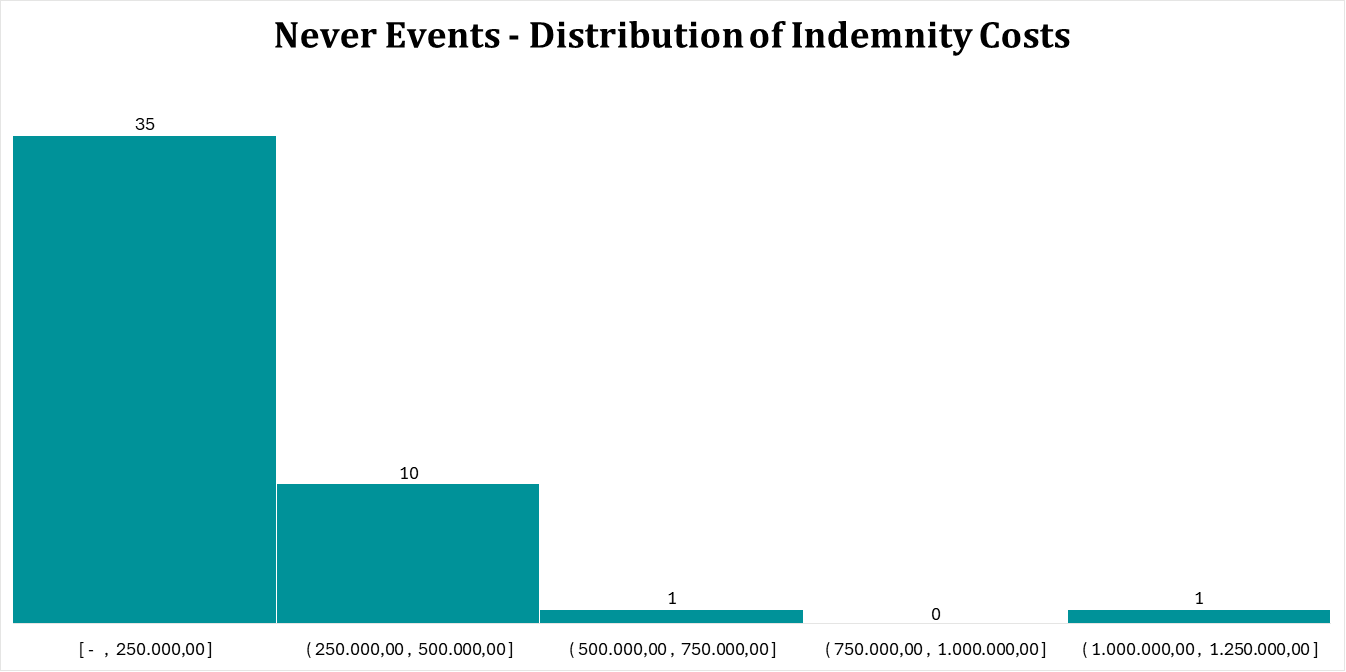 Never Events - Distribution of Indemnity Costs
35
10
1
0
1
[ - , 250.000,00 ]
( 250.000,00 , 500.000,00 ]
( 500.000,00 , 750.000,00 ]
( 750.000,00 , 1.000.000,00 ]
( 1.000.000,00 , 1.250.000,00 ]